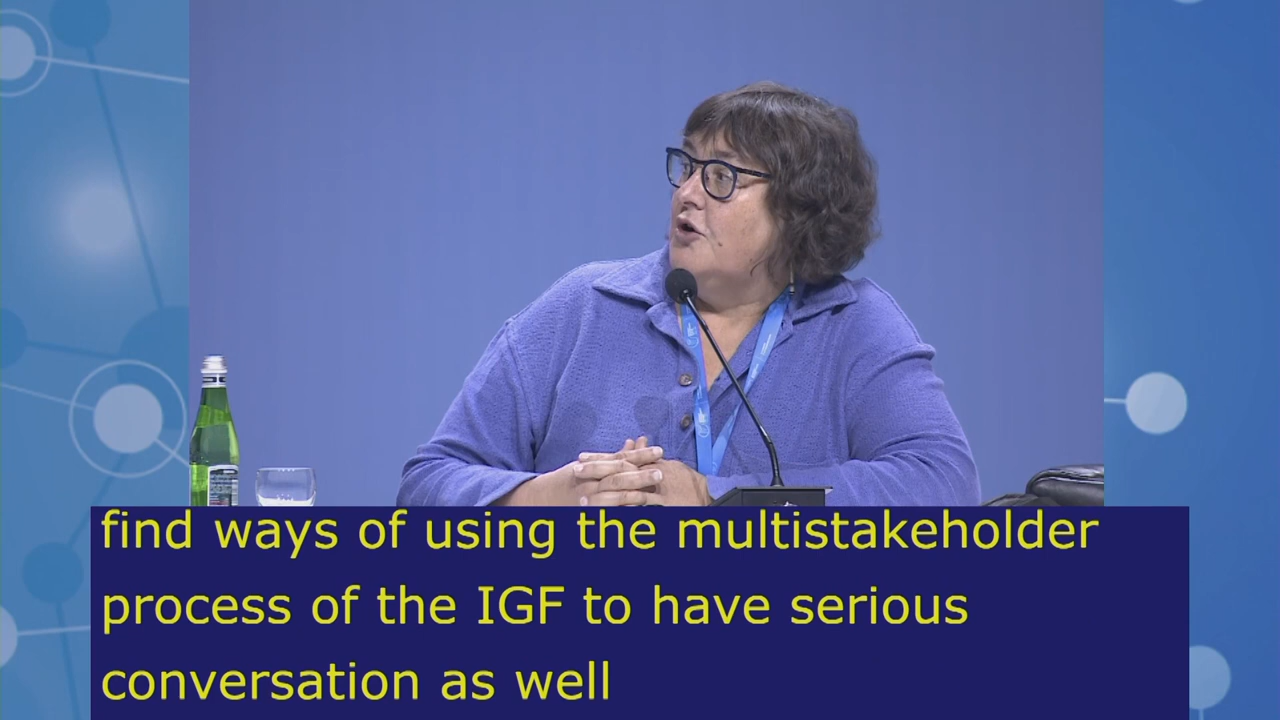 find ways of using the multistakeholder
process of the IGF to have serious
conversation as well